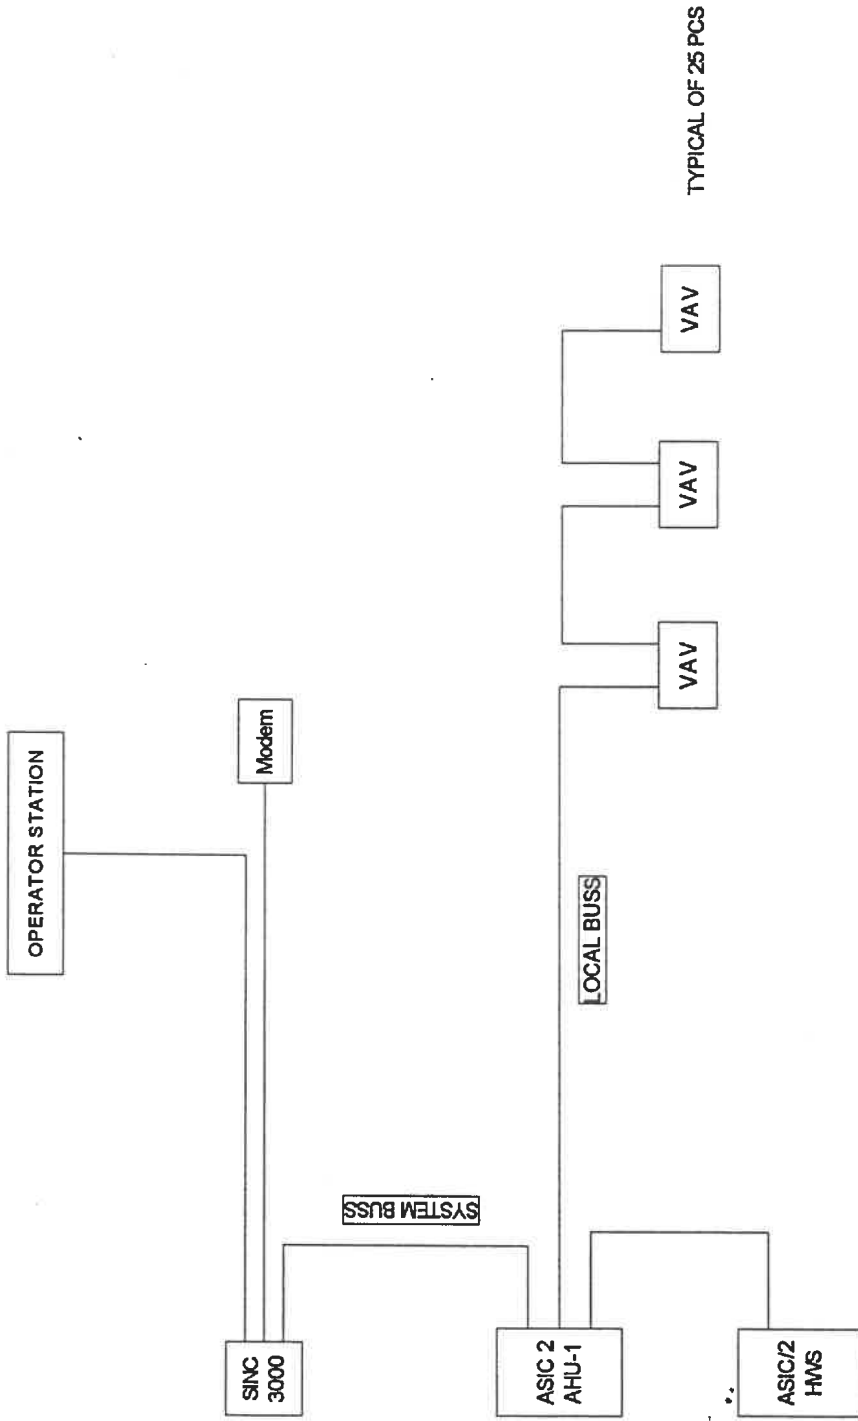 OPERATOR STATION
Modem
SINC
3000
SYSTEM BUSS
LOCAL BUSS
ASIC 2
AHU-1
ASIC/2
HWS
VAV
VAV
VAV
TYPICAL OF 25 PCS